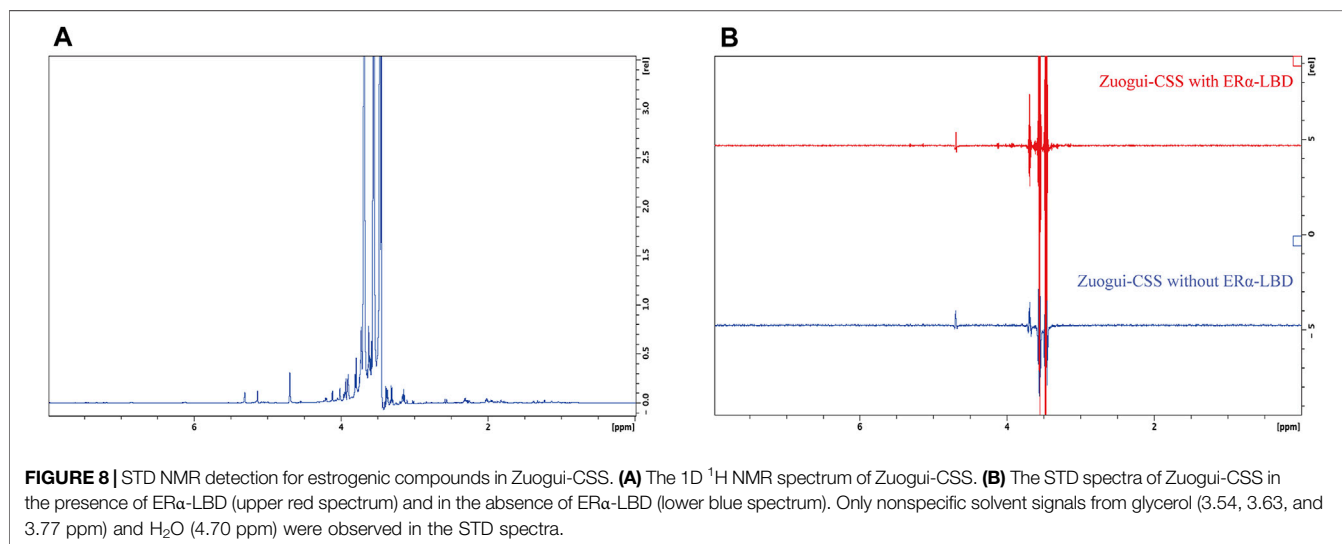 A
B
[rel]
3.0
2.5
2.0
1.5
1.0
0.5
- 0.0
6
4
2
[ppm]
Zuogui-CSS with ERα-LBD
Zuogui-CSS without ERα-LBD
[rel]
5
0
- 5
6
4
2
[ppm]
FIGURE 8 | STD NMR detection for estrogenic compounds in Zuogui-CSS. (A) The 1D ¹H NMR spectrum of Zuogui-CSS. (B) The STD spectra of Zuogui-CSS in
the presence of ERα-LBD (upper red spectrum) and in the absence of ERα-LBD (lower blue spectrum). Only nonspecific solvent signals from glycerol (3.54, 3.63, and
3.77 ppm) and H₂O (4.70 ppm) were observed in the STD spectra.